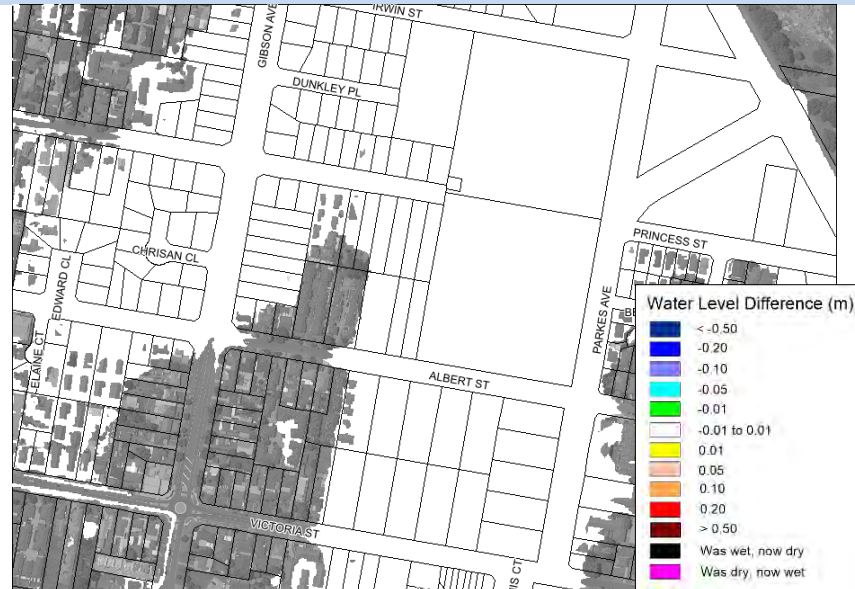 IRWIN ST
GIBSON AVE
DUNKLEY PL
CHRISAN CL
EDWARD CL
ELAINE CT
PRINCESS ST
PARKES AVE
ALBERT ST
VICTORIA ST
Water Level Difference (m)
< -0.50
-0.20
-0.10
-0.05
-0.01
-0.01 to 0.01
0.01
0.05
0.10
0.20
> 0.50
Was wet, now dry
Was dry, now wet